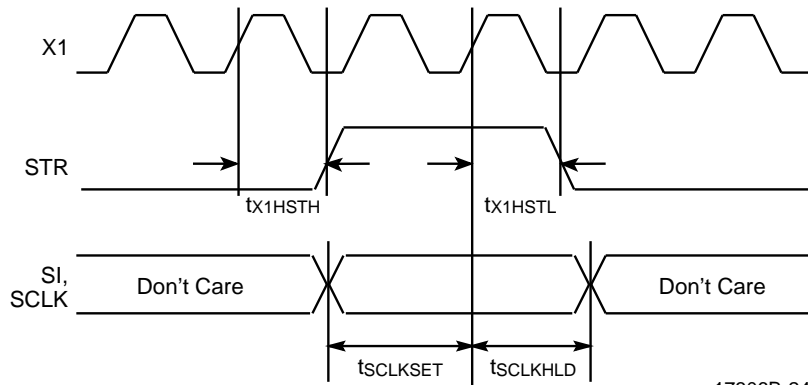 X1
STR
tX1HSTH
tX1HSTL
SI,
SCLK
Don't Care
Don't Care
tSCLKSET
tSCLKHLD